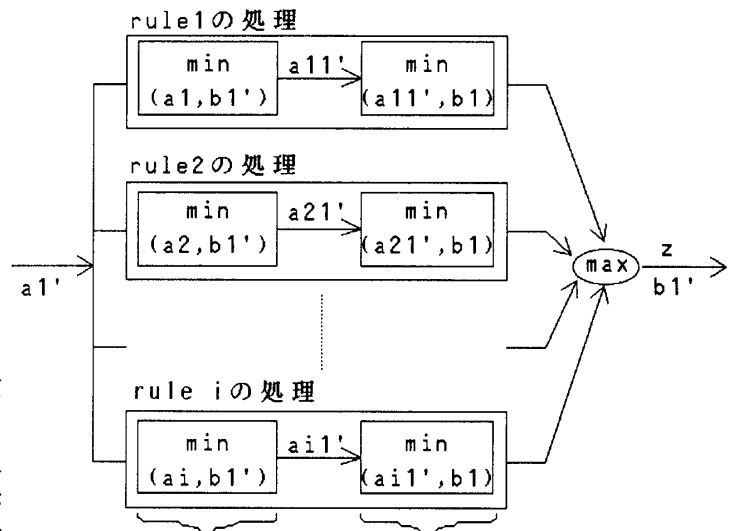 rule1の処理
min
(a1,b1')
a11'
min
(a11',b1)
rule2の処理
min
(a2,b1')
a21'
min
(a21',b1)
a1'
max
z
b1'
rule iの処理
min
(ai,b1')
ai1'
min
(ai1',b1)